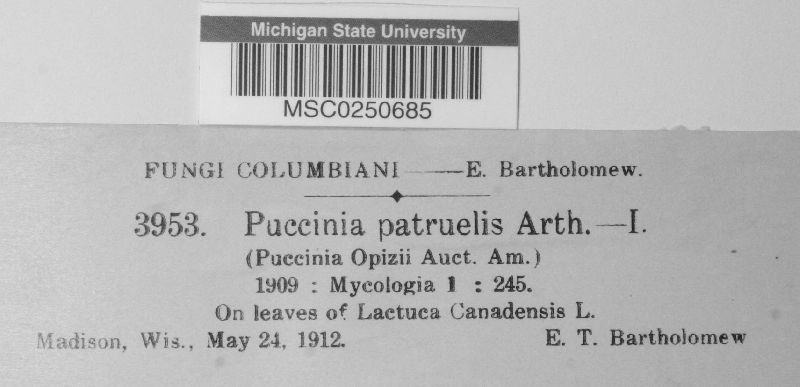 Michigan State University
MSC0250685
FUNGI COLUMBIANI ——E. Bartholomew.
3953. Puccinia patruelis Arth.—I.
(Puccinia Opizii Auct. Am.)
1909 : Mycologia 1 : 245.
On leaves of Lactuca Canadensis L.
Madison, Wis., May 24, 1912. E. T. Bartholomew